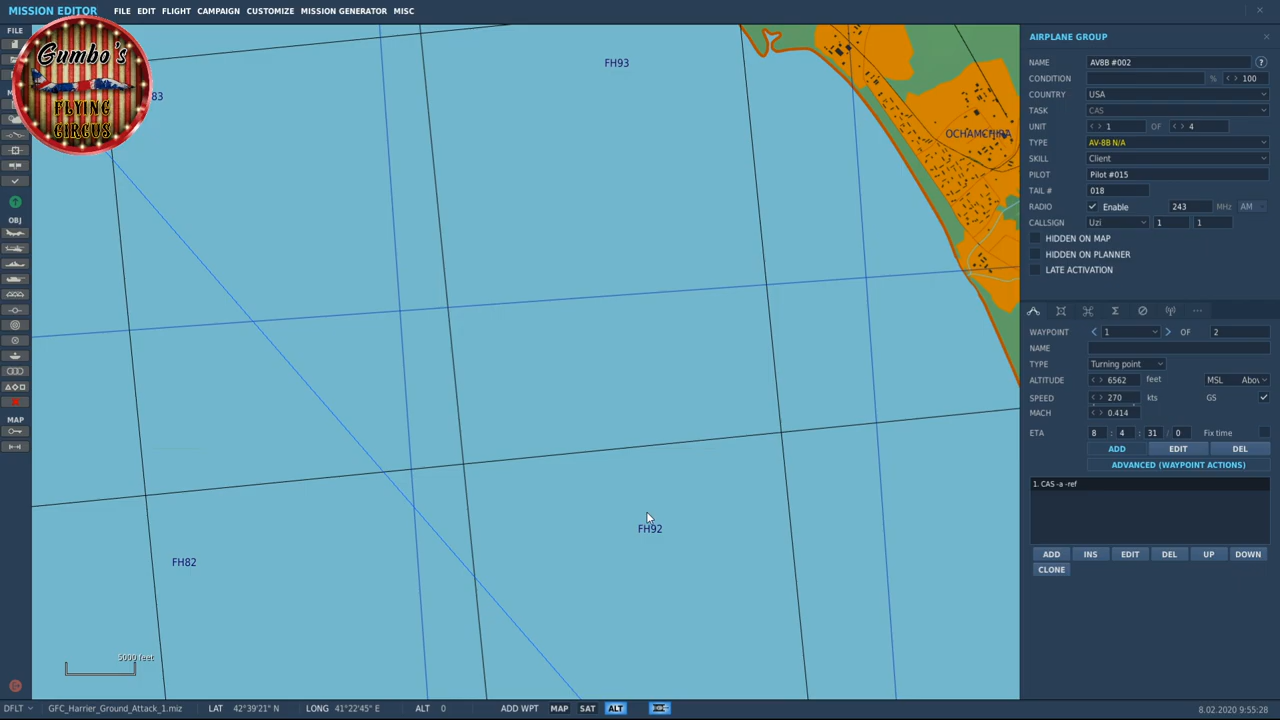 MISSION EDITOR FILE EDIT FLIGHT CAMPAIGN CUSTOMIZE MISSION GENERATOR MISC
FILE
Gumbo's
FLYING
CIRCUS
OBJ
MAP
83
FH93
OCHAMCHIRA
FH92
FH82
5000 feet
AIRPLANE GROUP
NAME AV8B #002 ?
CONDITION % < > 100
COUNTRY USA
TASK CAS
UNIT < > 1 OF < > 4
TYPE AV-8B N/A
SKILL Client
PILOT Pilot #015
TAIL # 018
RADIO Enable 243 MHz AM
CALLSIGN Uzi 1 1
HIDDEN ON MAP
HIDDEN ON PLANNER
LATE ACTIVATION
WAYPOINT < 1 > OF 2
NAME
TYPE Turning point
ALTITUDE < > 6562 feet MSL Abov
SPEED < > 270 kts GS
MACH < > 0.414
ETA 8 : 4 : 31 / 0 Fix time
ADD EDIT DEL
ADVANCED (WAYPOINT ACTIONS)
1. CAS -a -ref
ADD INS EDIT DEL UP DOWN
CLONE
DFLT GFC_Harrier_Ground_Attack_1.miz LAT 42°39'21" N LONG 41°22'45" E ALT 0 ADD WPT MAP SAT ALT 8.02.2020 9:55:28